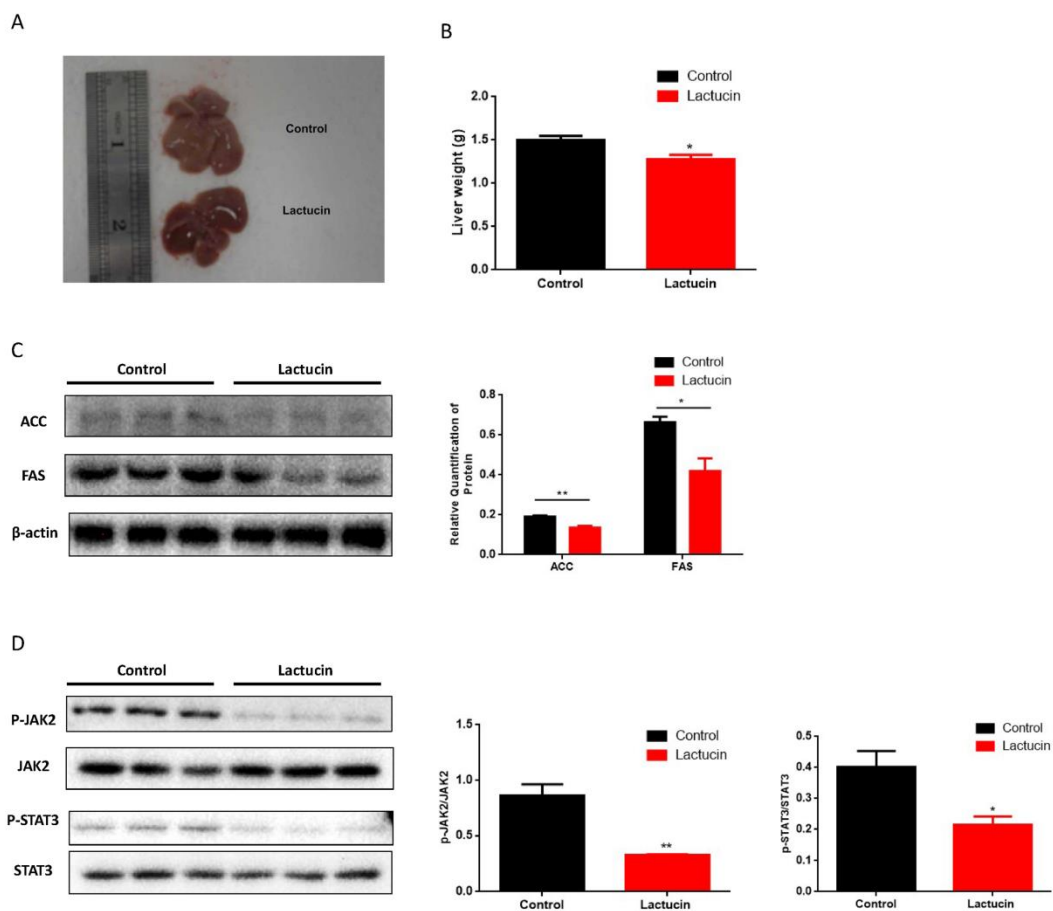 A
Control
Lactucin
1
2
B
Control
Lactucin
2.0
1.5
1.0
0.5
0.0
Liver weight (g)
*
Control
Lactucin
C
Control
Lactucin
ACC
FAS
β-actin
Control
Lactucin
0.8
0.6
0.4
0.2
0.0
Relative Quantification of
Protein
**
*
ACC
FAS
D
Control
Lactucin
P-JAK2
JAK2
P-STAT3
STAT3
Control
Lactucin
1.5
1.0
0.5
0.0
p-JAK2/JAK2
**
Control
Lactucin
Control
Lactucin
0.5
0.4
0.3
0.2
0.1
0.0
p-STAT3/STAT3
*
Control
Lactucin